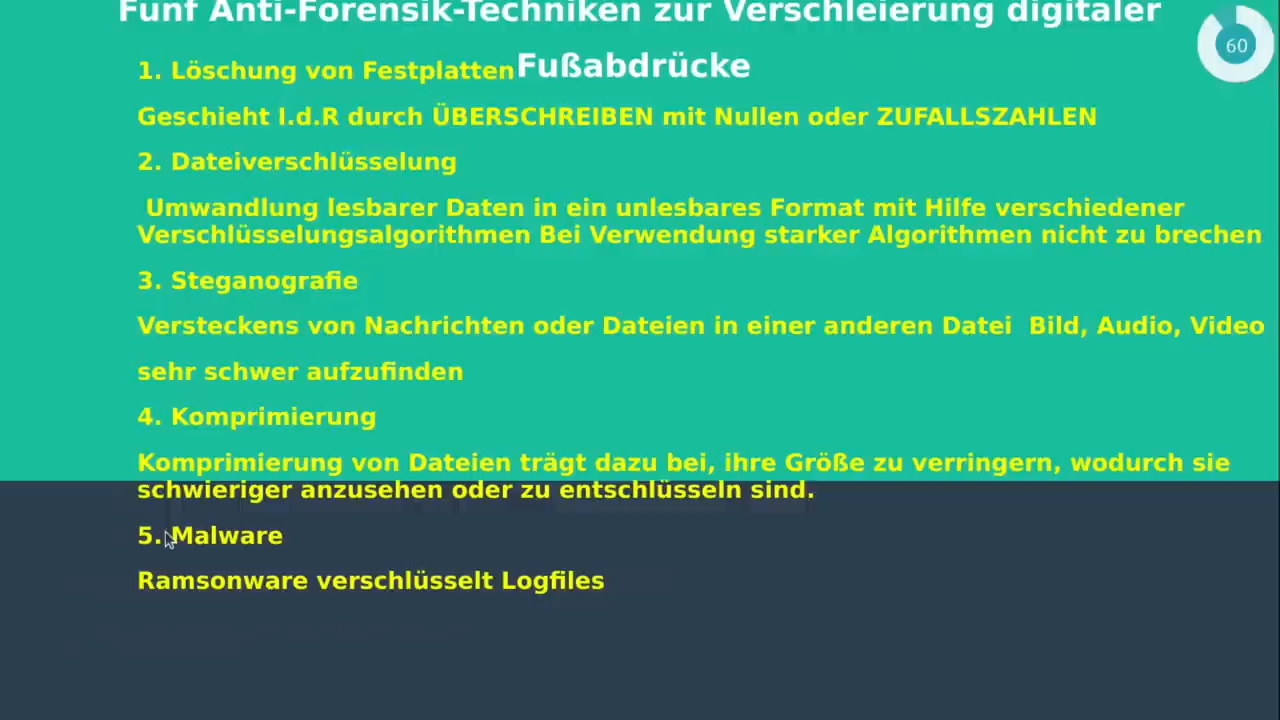 Fünf Anti-Forensik-Techniken zur Verschleierung digitaler
Fußabdrücke
60
1. Löschung von Festplatten
Geschieht I.d.R durch ÜBERSCHREIBEN mit Nullen oder ZUFALLSZAHLEN
2. Dateiverschlüsselung
Umwandlung lesbarer Daten in ein unlesbares Format mit Hilfe verschiedener
Verschlüsselungsalgorithmen Bei Verwendung starker Algorithmen nicht zu brechen
3. Steganografie
Versteckens von Nachrichten oder Dateien in einer anderen Datei  Bild, Audio, Video
sehr schwer aufzufinden
4. Komprimierung
Komprimierung von Dateien trägt dazu bei, ihre Größe zu verringern, wodurch sie
schwieriger anzusehen oder zu entschlüsseln sind.
5. Malware
Ramsonware verschlüsselt Logfiles